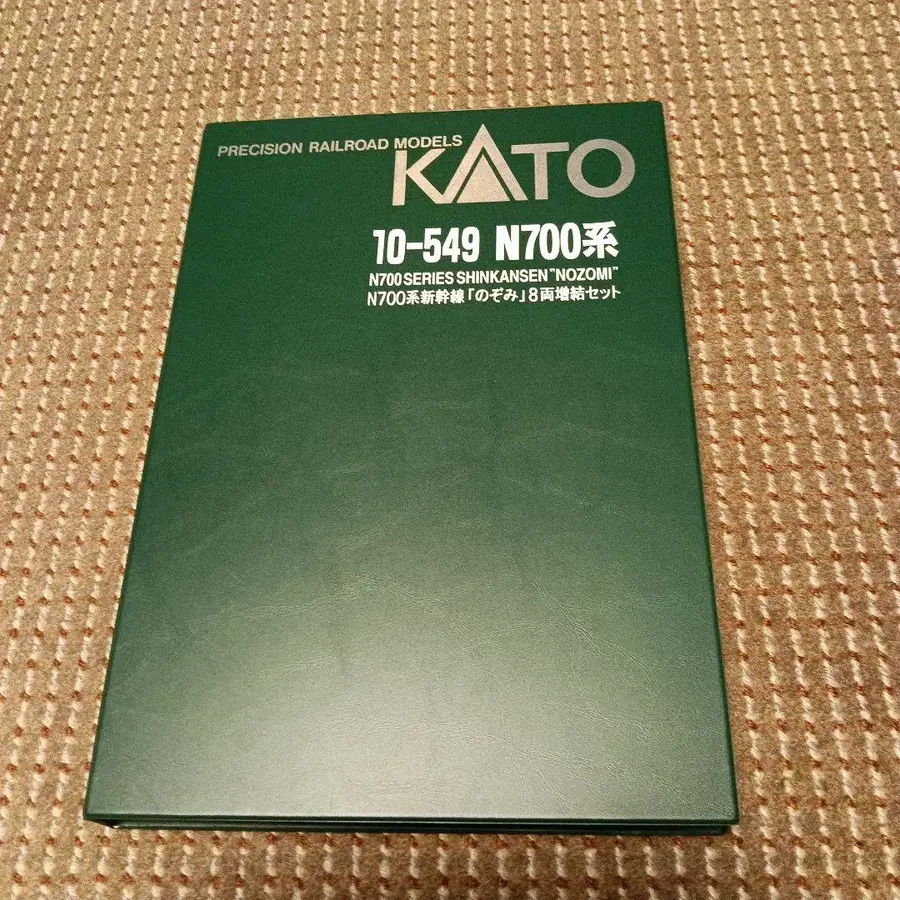 PRECISION RAILROAD MODELS
KATO
10-549 N700系
N700 SERIES SHINKANSEN "NOZOMI"
N700系新幹線「のぞみ」8両増結セット